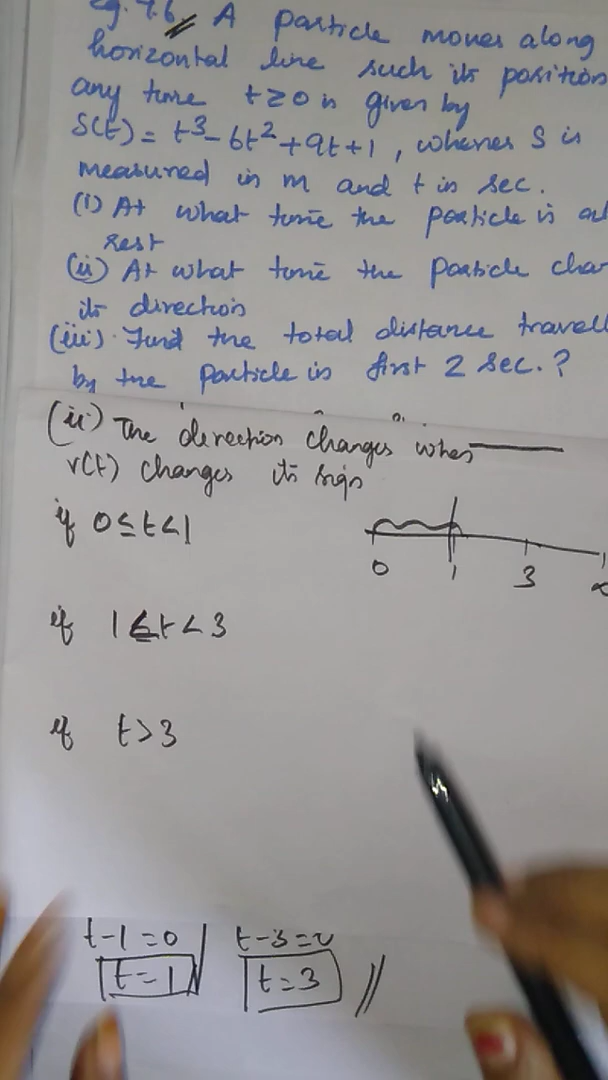 eg. 7.6 A particle moves along
horizontal line such its position
any time t≥0 is given by
S(t) = t³ - 6t² + 9t + 1, wheres S is
measured in m and t in sec.
(i) At what time the particle is at
rest
(ii) At what time the particle cha
its direction
(iii) Find the total distance travell
by the particle in first 2 sec.?
(ii) The direction changes when
v(t) changes its sign
if 0≤t<1
0 1 3 ∞
if 1≤t<3
if t>3
t-1=0 t-3=0
t=1 t=3